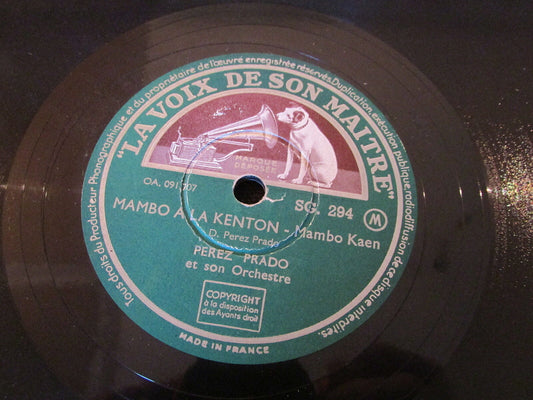 Tous droits du Producteur Phonographique et du propriétaire de l'œuvre enregistrée réservés. Duplication, exécution publique, radiodiffusion de ce disque interdites.
"LA VOIX DE SON MAITRE"
MARQUE
DÉPOSÉE
OA. 091.707
SG. 294 M
MAMBO A LA KENTON - Mambo Kaen
D. Perez Prado
PEREZ PRADO
et son Orchestre
COPYRIGHT
à la disposition
des Ayants droit
MADE IN FRANCE